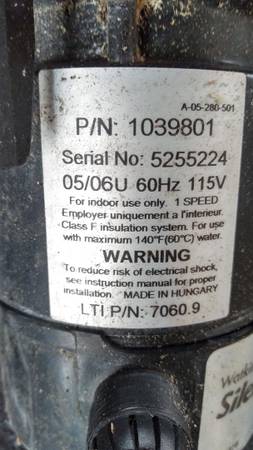 A-05-280-501
P/N: 1039801
Serial No: 5255224
05/06U 60Hz 115V
For indoor use only. 1 SPEED
Employer uniquement a l'interieur.
Class F insulation system. For use
with maximum 140°F(60°C) water.
WARNING
To reduce risk of electrical shock,
see instruction manual for proper
installation. MADE IN HUNGARY
LTI P/N: 7060.9